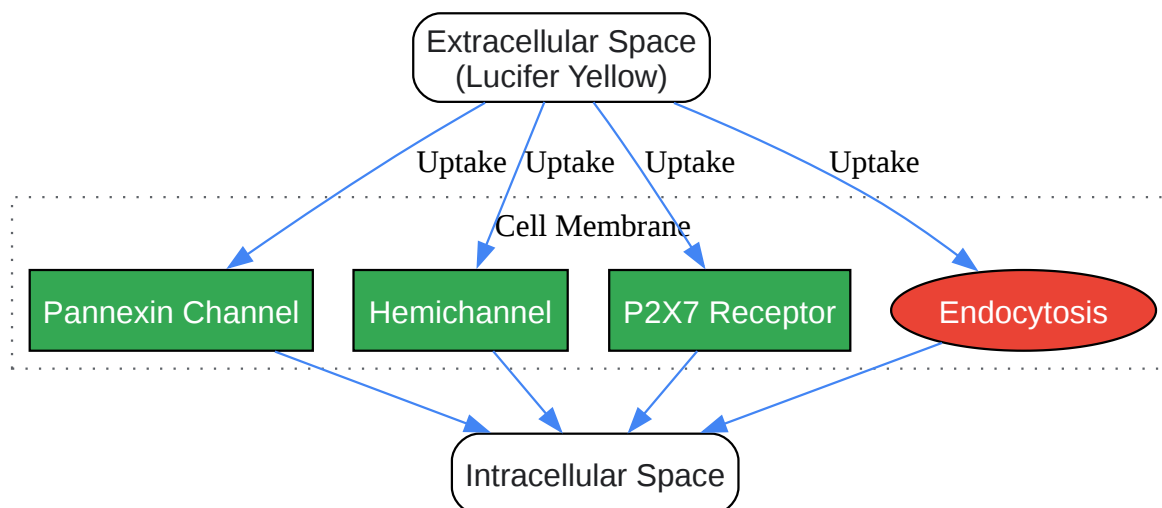 Extracellular Space
(Lucifer Yellow)
Uptake
Uptake
Uptake
Uptake
Cell Membrane
Pannexin Channel
Hemichannel
P2X7 Receptor
Endocytosis
Intracellular Space